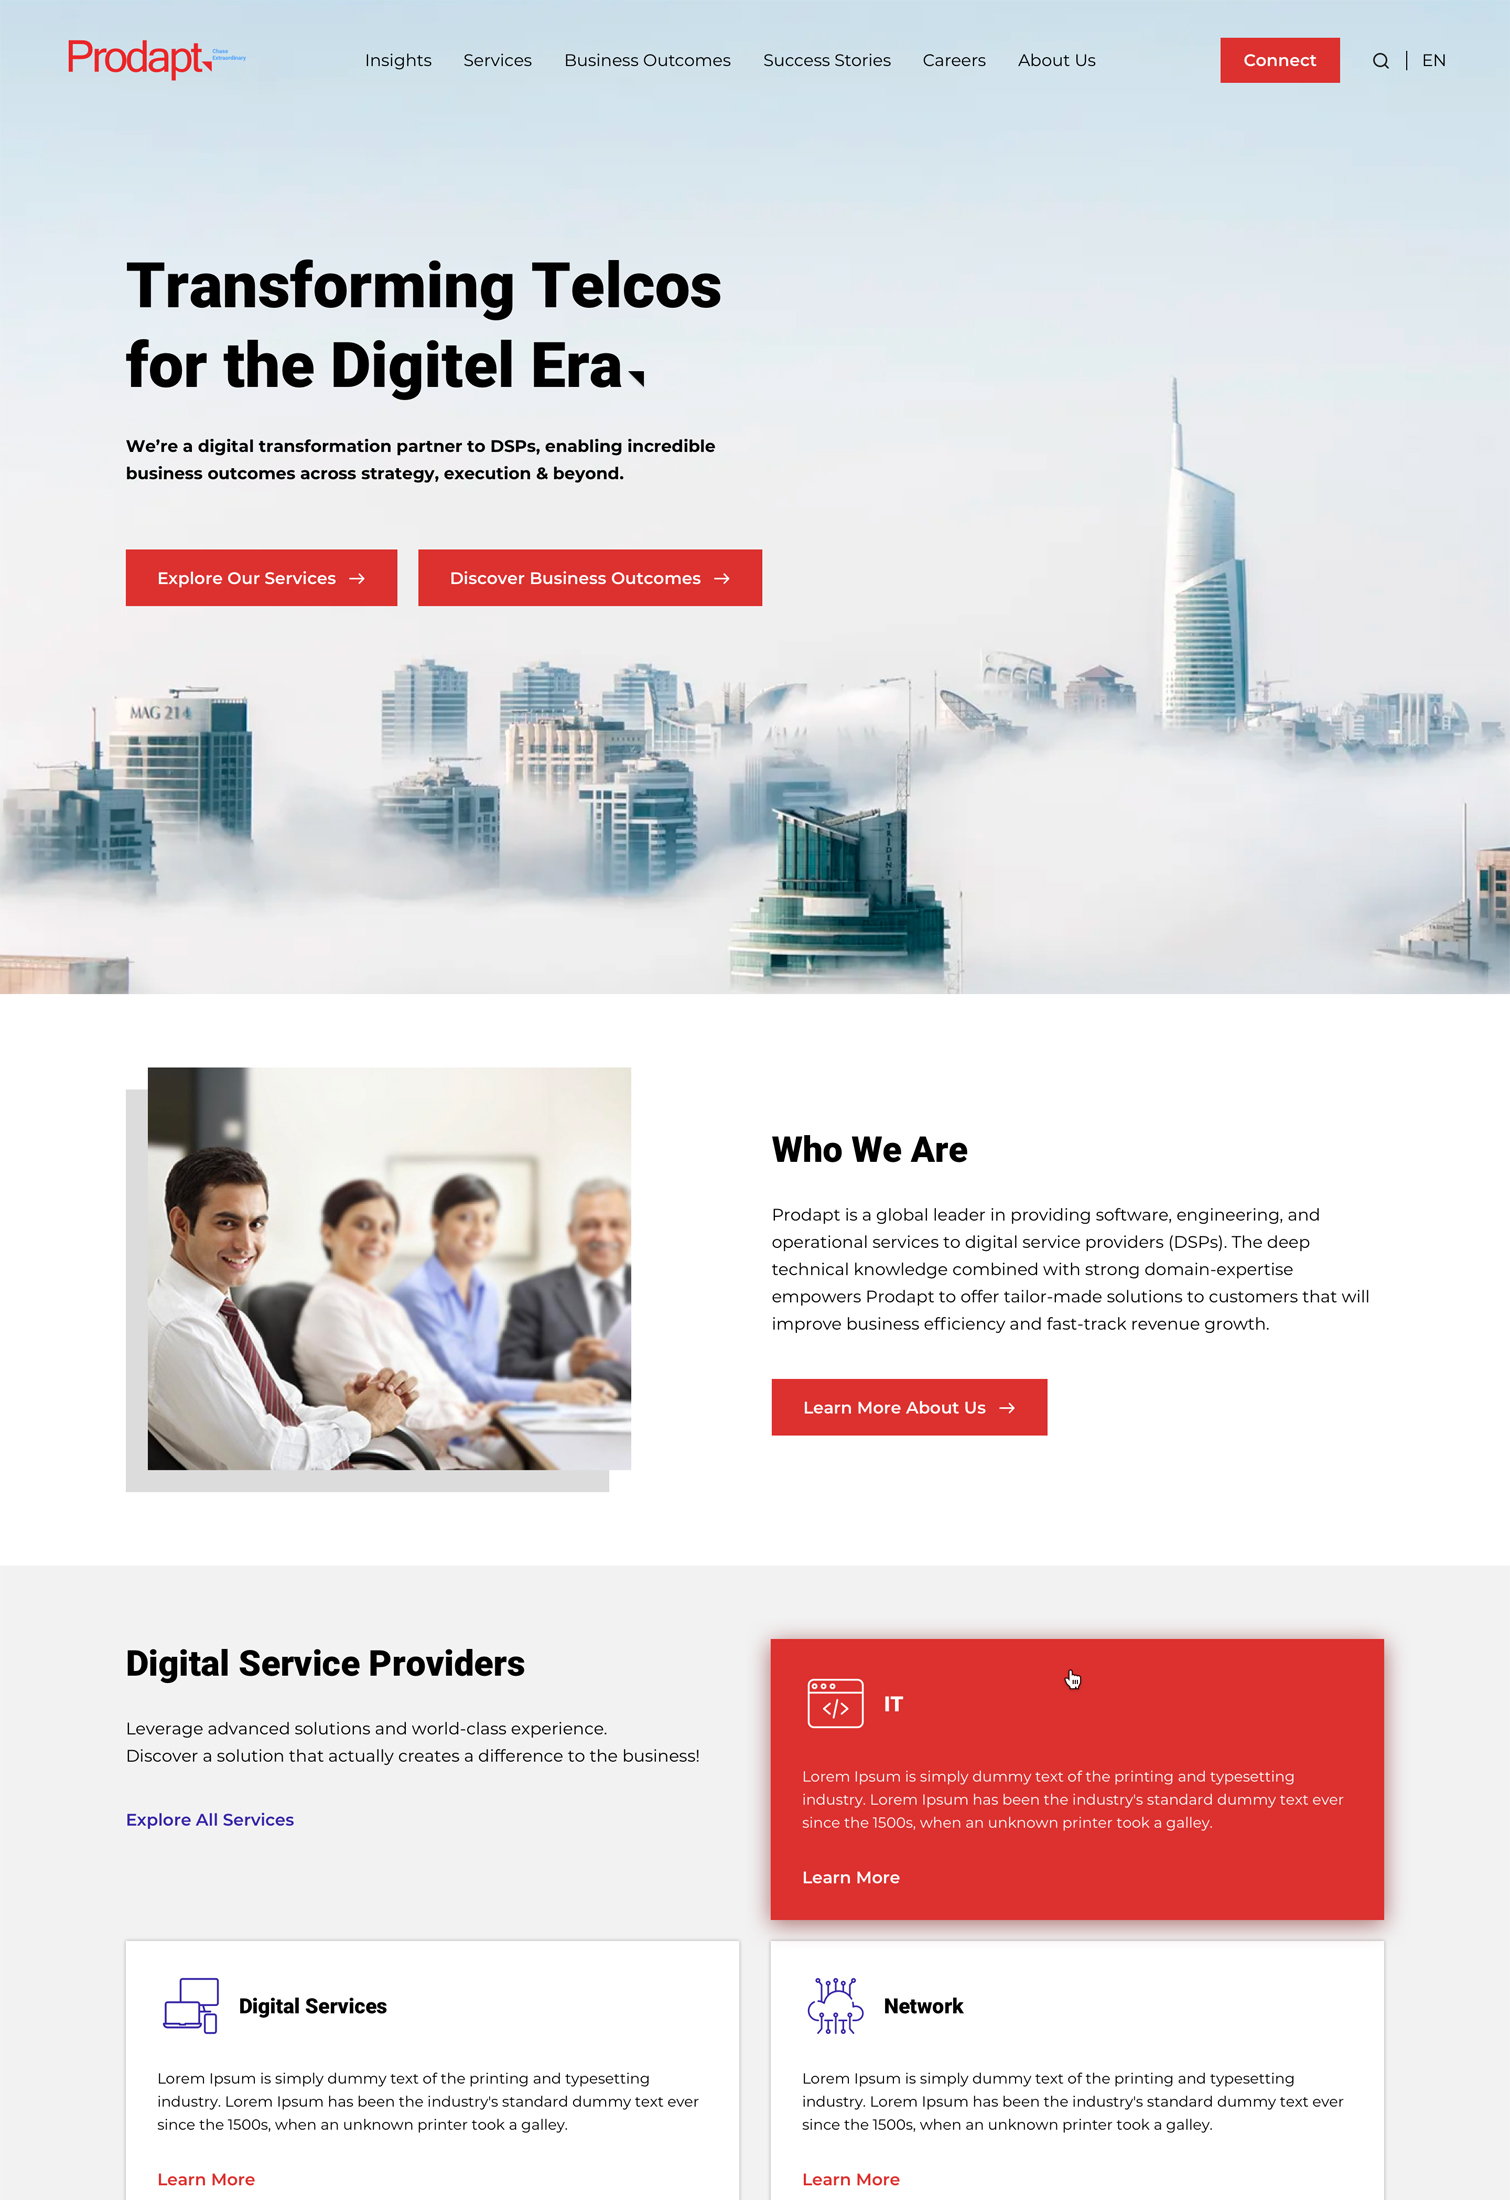 Prodapt
Chase
Extraordinary
Insights
Services
Business Outcomes
Success Stories
Careers
About Us
Connect
EN
Transforming Telcos
for the Digitel Era
We’re a digital transformation partner to DSPs, enabling incredible
business outcomes across strategy, execution & beyond.
Explore Our Services
Discover Business Outcomes
MAG 214
TRIDENT
TRIDENT
Who We Are
Prodapt is a global leader in providing software, engineering, and
operational services to digital service providers (DSPs). The deep
technical knowledge combined with strong domain-expertise
empowers Prodapt to offer tailor-made solutions to customers that will
improve business efficiency and fast-track revenue growth.
Learn More About Us
Digital Service Providers
Leverage advanced solutions and world-class experience.
Discover a solution that actually creates a difference to the business!
Explore All Services
IT
Lorem Ipsum is simply dummy text of the printing and typesetting
industry. Lorem Ipsum has been the industry's standard dummy text ever
since the 1500s, when an unknown printer took a galley.
Learn More
Digital Services
Lorem Ipsum is simply dummy text of the printing and typesetting
industry. Lorem Ipsum has been the industry's standard dummy text ever
since the 1500s, when an unknown printer took a galley.
Learn More
Network
Lorem Ipsum is simply dummy text of the printing and typesetting
industry. Lorem Ipsum has been the industry's standard dummy text ever
since the 1500s, when an unknown printer took a galley.
Learn More